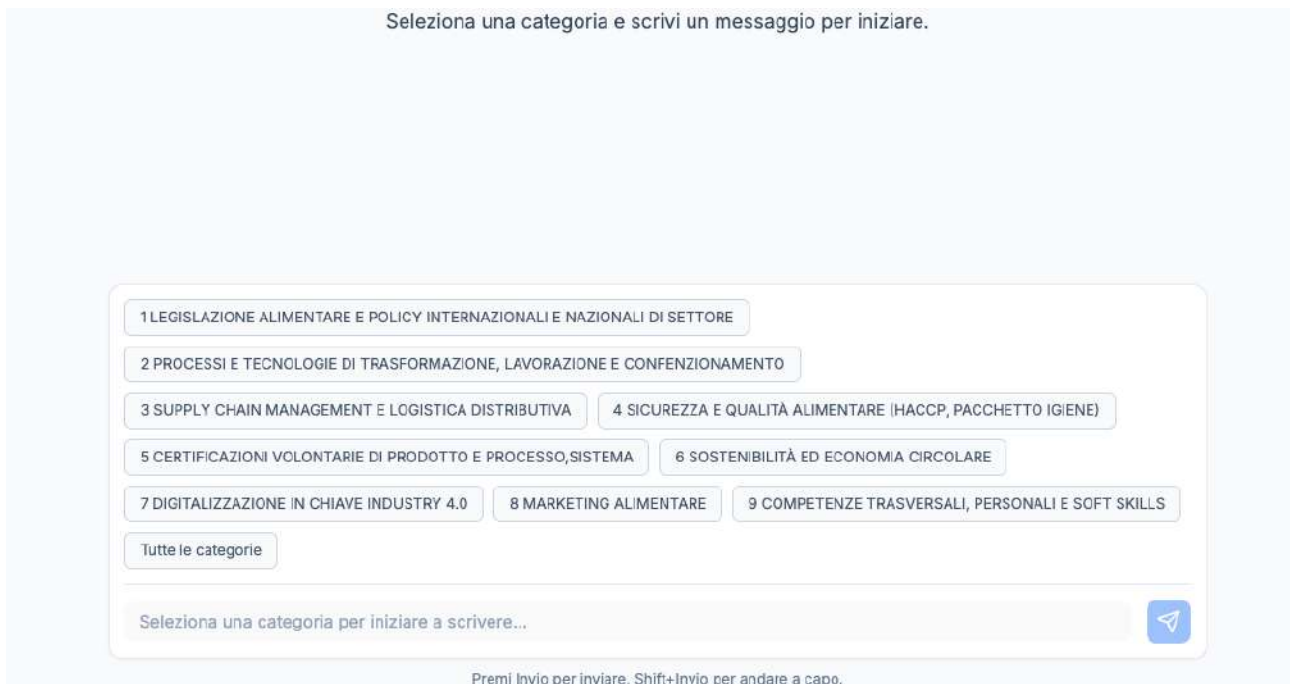 Seleziona una categoria e scrivi un messaggio per iniziare.
1 LEGISLAZIONE ALIMENTARE E POLICY INTERNAZIONALI E NAZIONALI DI SETTORE
2 PROCESSI E TECNOLOGIE DI TRASFORMAZIONE, LAVORAZIONE E CONFENZIONAMENTO
3 SUPPLY CHAIN MANAGEMENT E LOGISTICA DISTRIBUTIVA
4 SICUREZZA E QUALITÀ ALIMENTARE (HACCP, PACCHETTO IGIENE)
5 CERTIFICAZIONI VOLONTARIE DI PRODOTTO E PROCESSO,SISTEMA
6 SOSTENIBILITÀ ED ECONOMIA CIRCOLARE
7 DIGITALIZZAZIONE IN CHIAVE INDUSTRY 4.0
8 MARKETING ALIMENTARE
9 COMPETENZE TRASVERSALI, PERSONALI E SOFT SKILLS
Tutte le categorie
Seleziona una categoria per iniziare a scrivere...
Premi Invio per inviare, Shift+Invio per andare a capo.